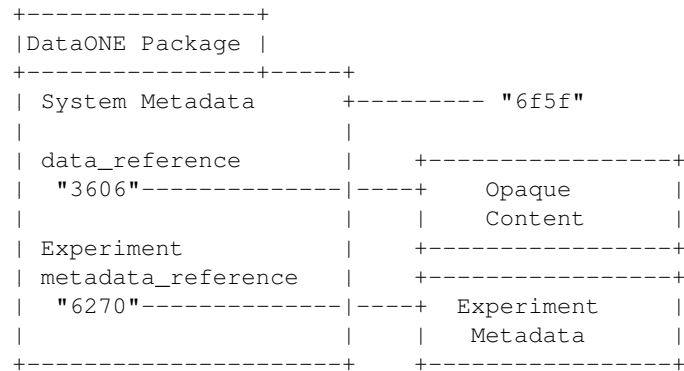 +----------------+
|DataONE Package |
+----------------+-----+
| System Metadata      +--------- "6f5f"
|                      |
| data_reference       |    +-----------------+
|  "3606"--------------|----+    Opaque       |
|                      |    |    Content      |
| Experiment           |    +-----------------+
| metadata_reference   |    +-----------------+
|  "6270"--------------|----+  Experiment     |
|                      |    |   Metadata      |
+----------------------+    +-----------------+